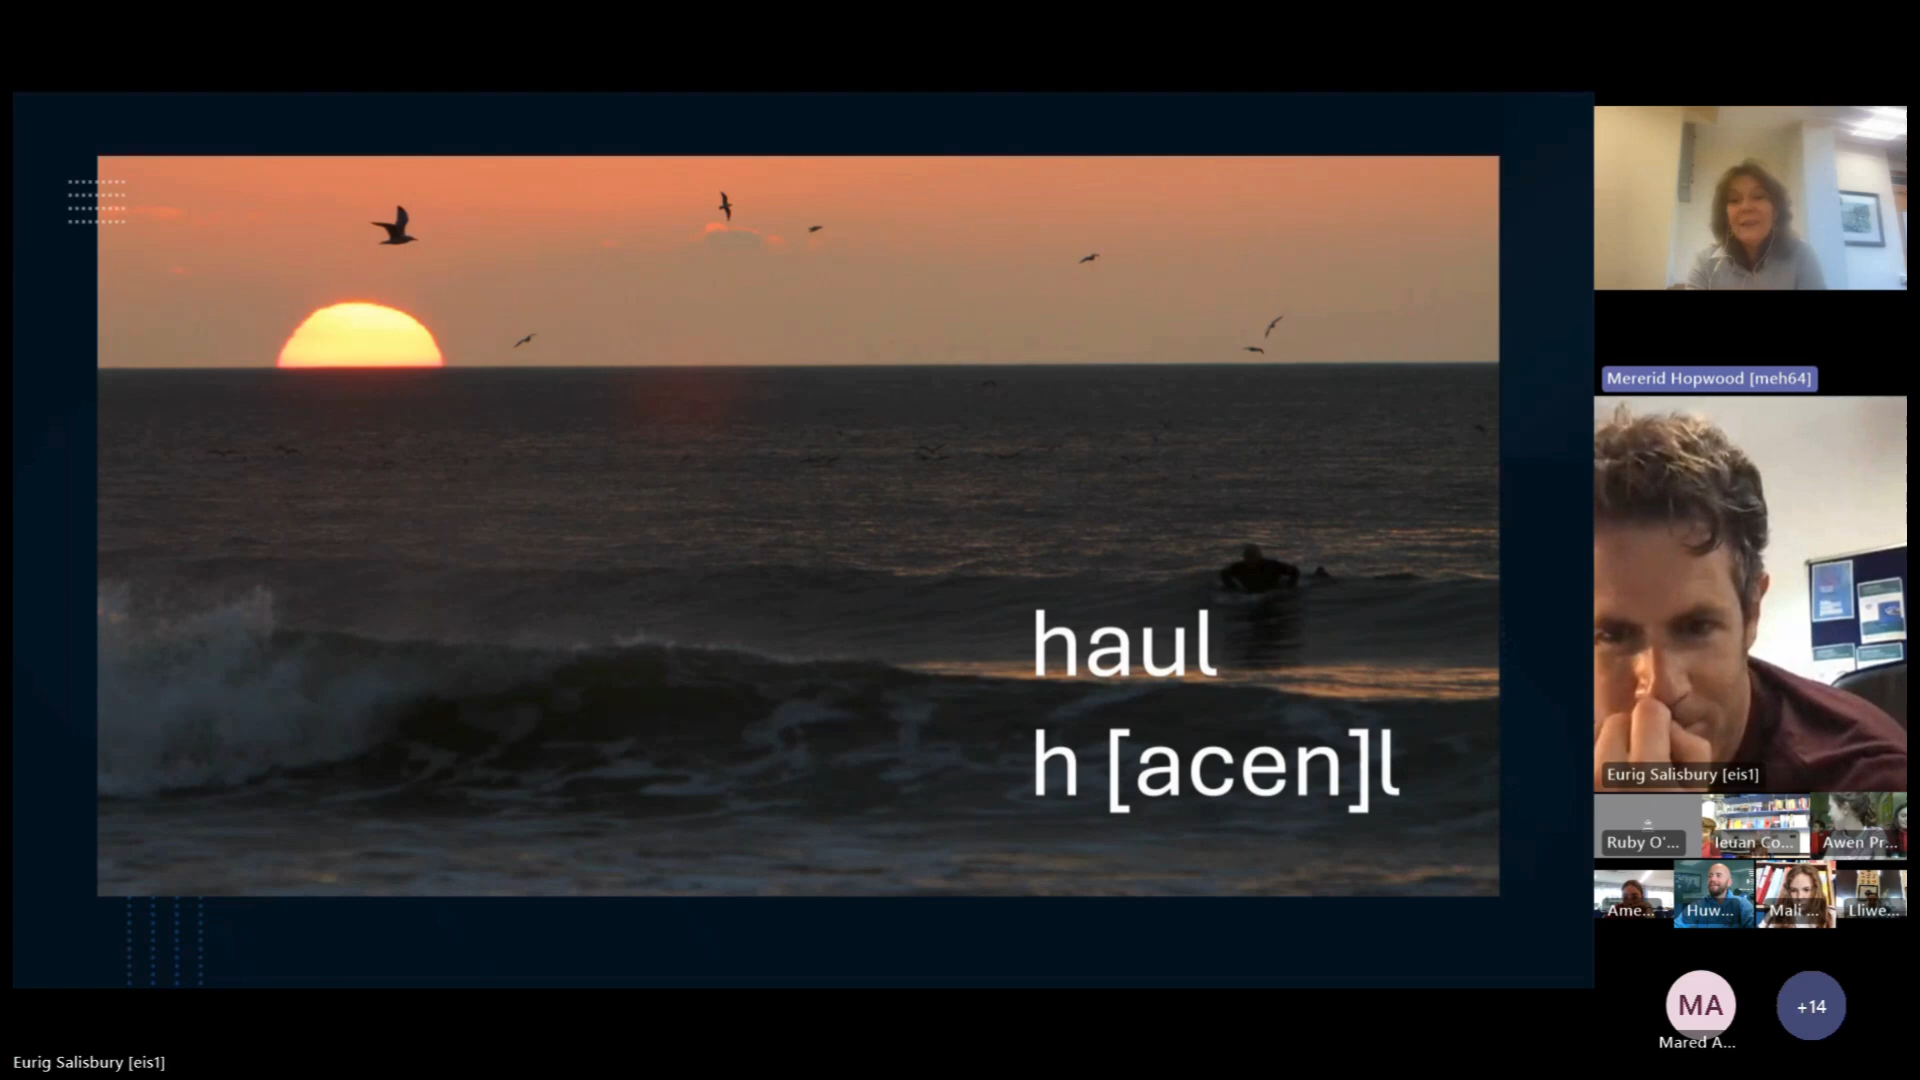 haul
h [acen]l
Mererid Hopwood [meh64]
Eurig Salisbury [eis1]
Ruby O'...
Ieuan Co...
Awen Pr...
Ame...
Huw...
Mali ...
Lliwe...
MA
Mared A...
+14
Eurig Salisbury [eis1]